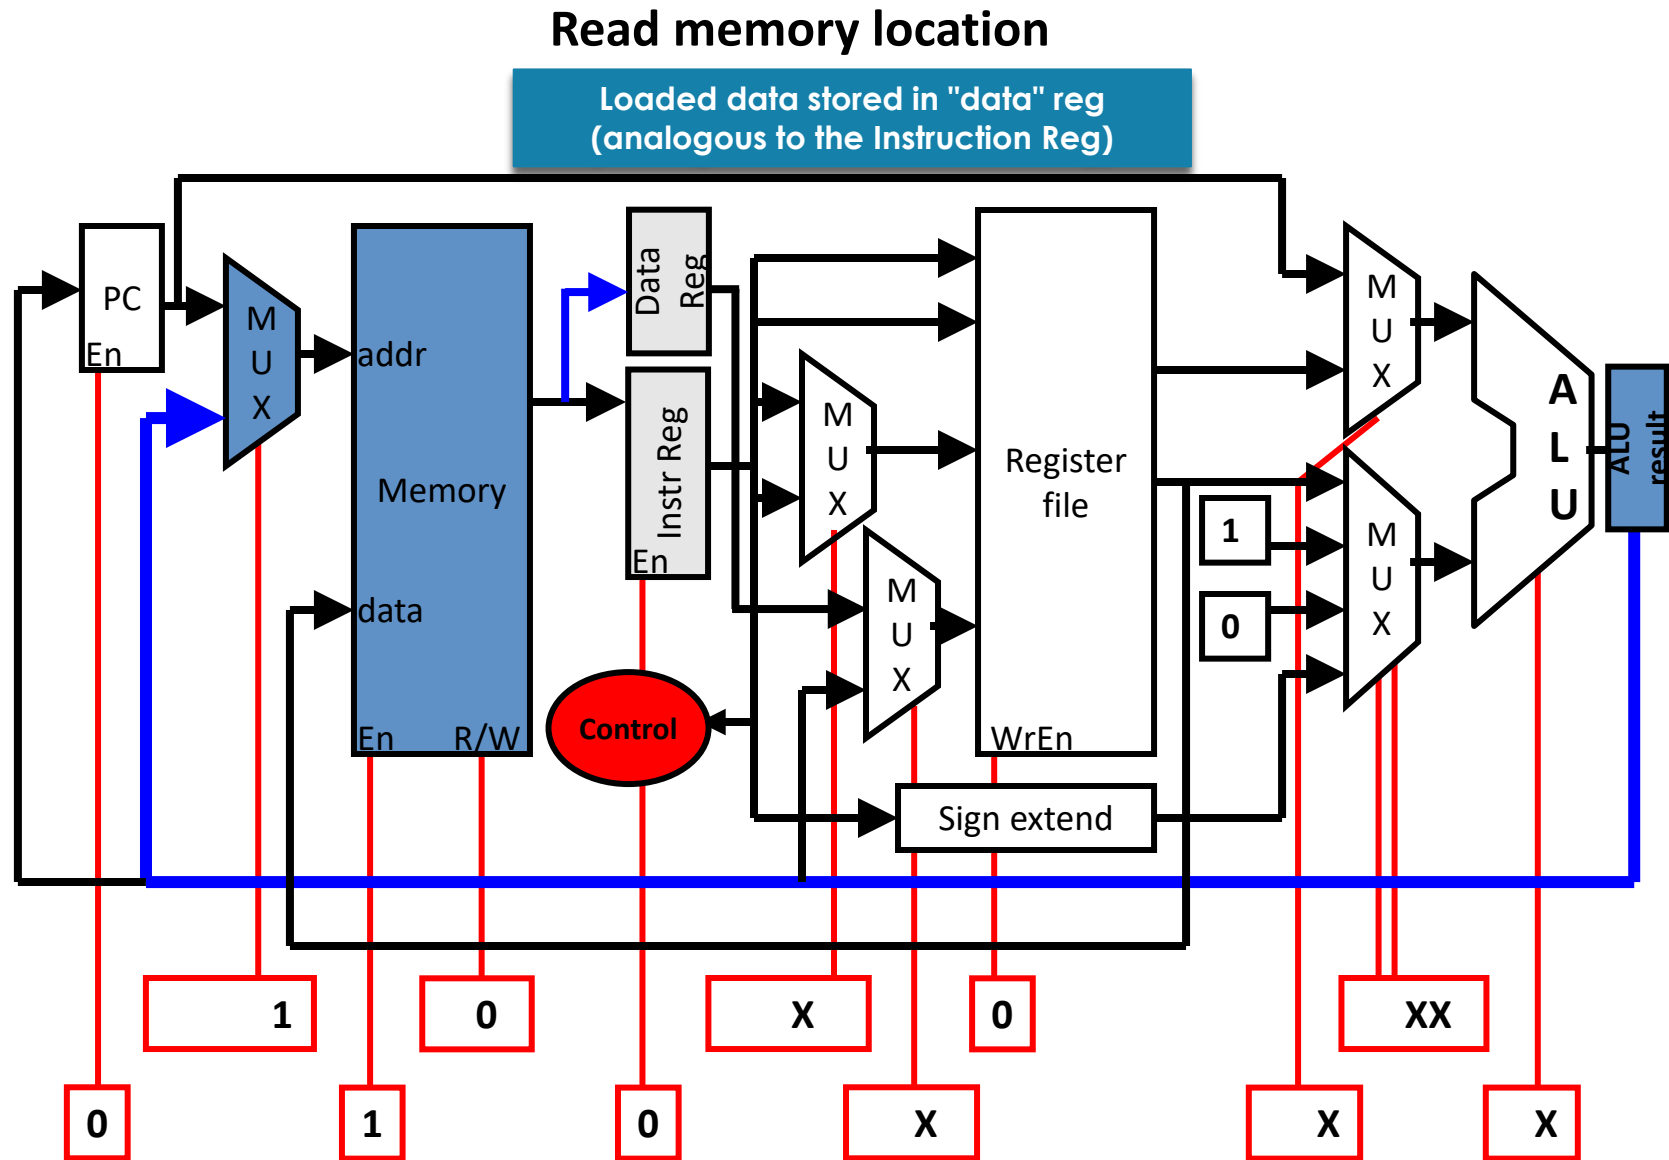 Read memory location
Loaded data stored in "data" reg
(analogous to the Instruction Reg)
PC
En
M
U
X
addr
Memory
data
En
R/W
Data
Reg
Instr Reg
En
Control
M
U
X
M
U
X
Register
file
WrEn
Sign extend
M
U
X
1
0
M
U
X
A
L
U
ALU
result
1
0
X
0
XX
0
1
0
X
X
X